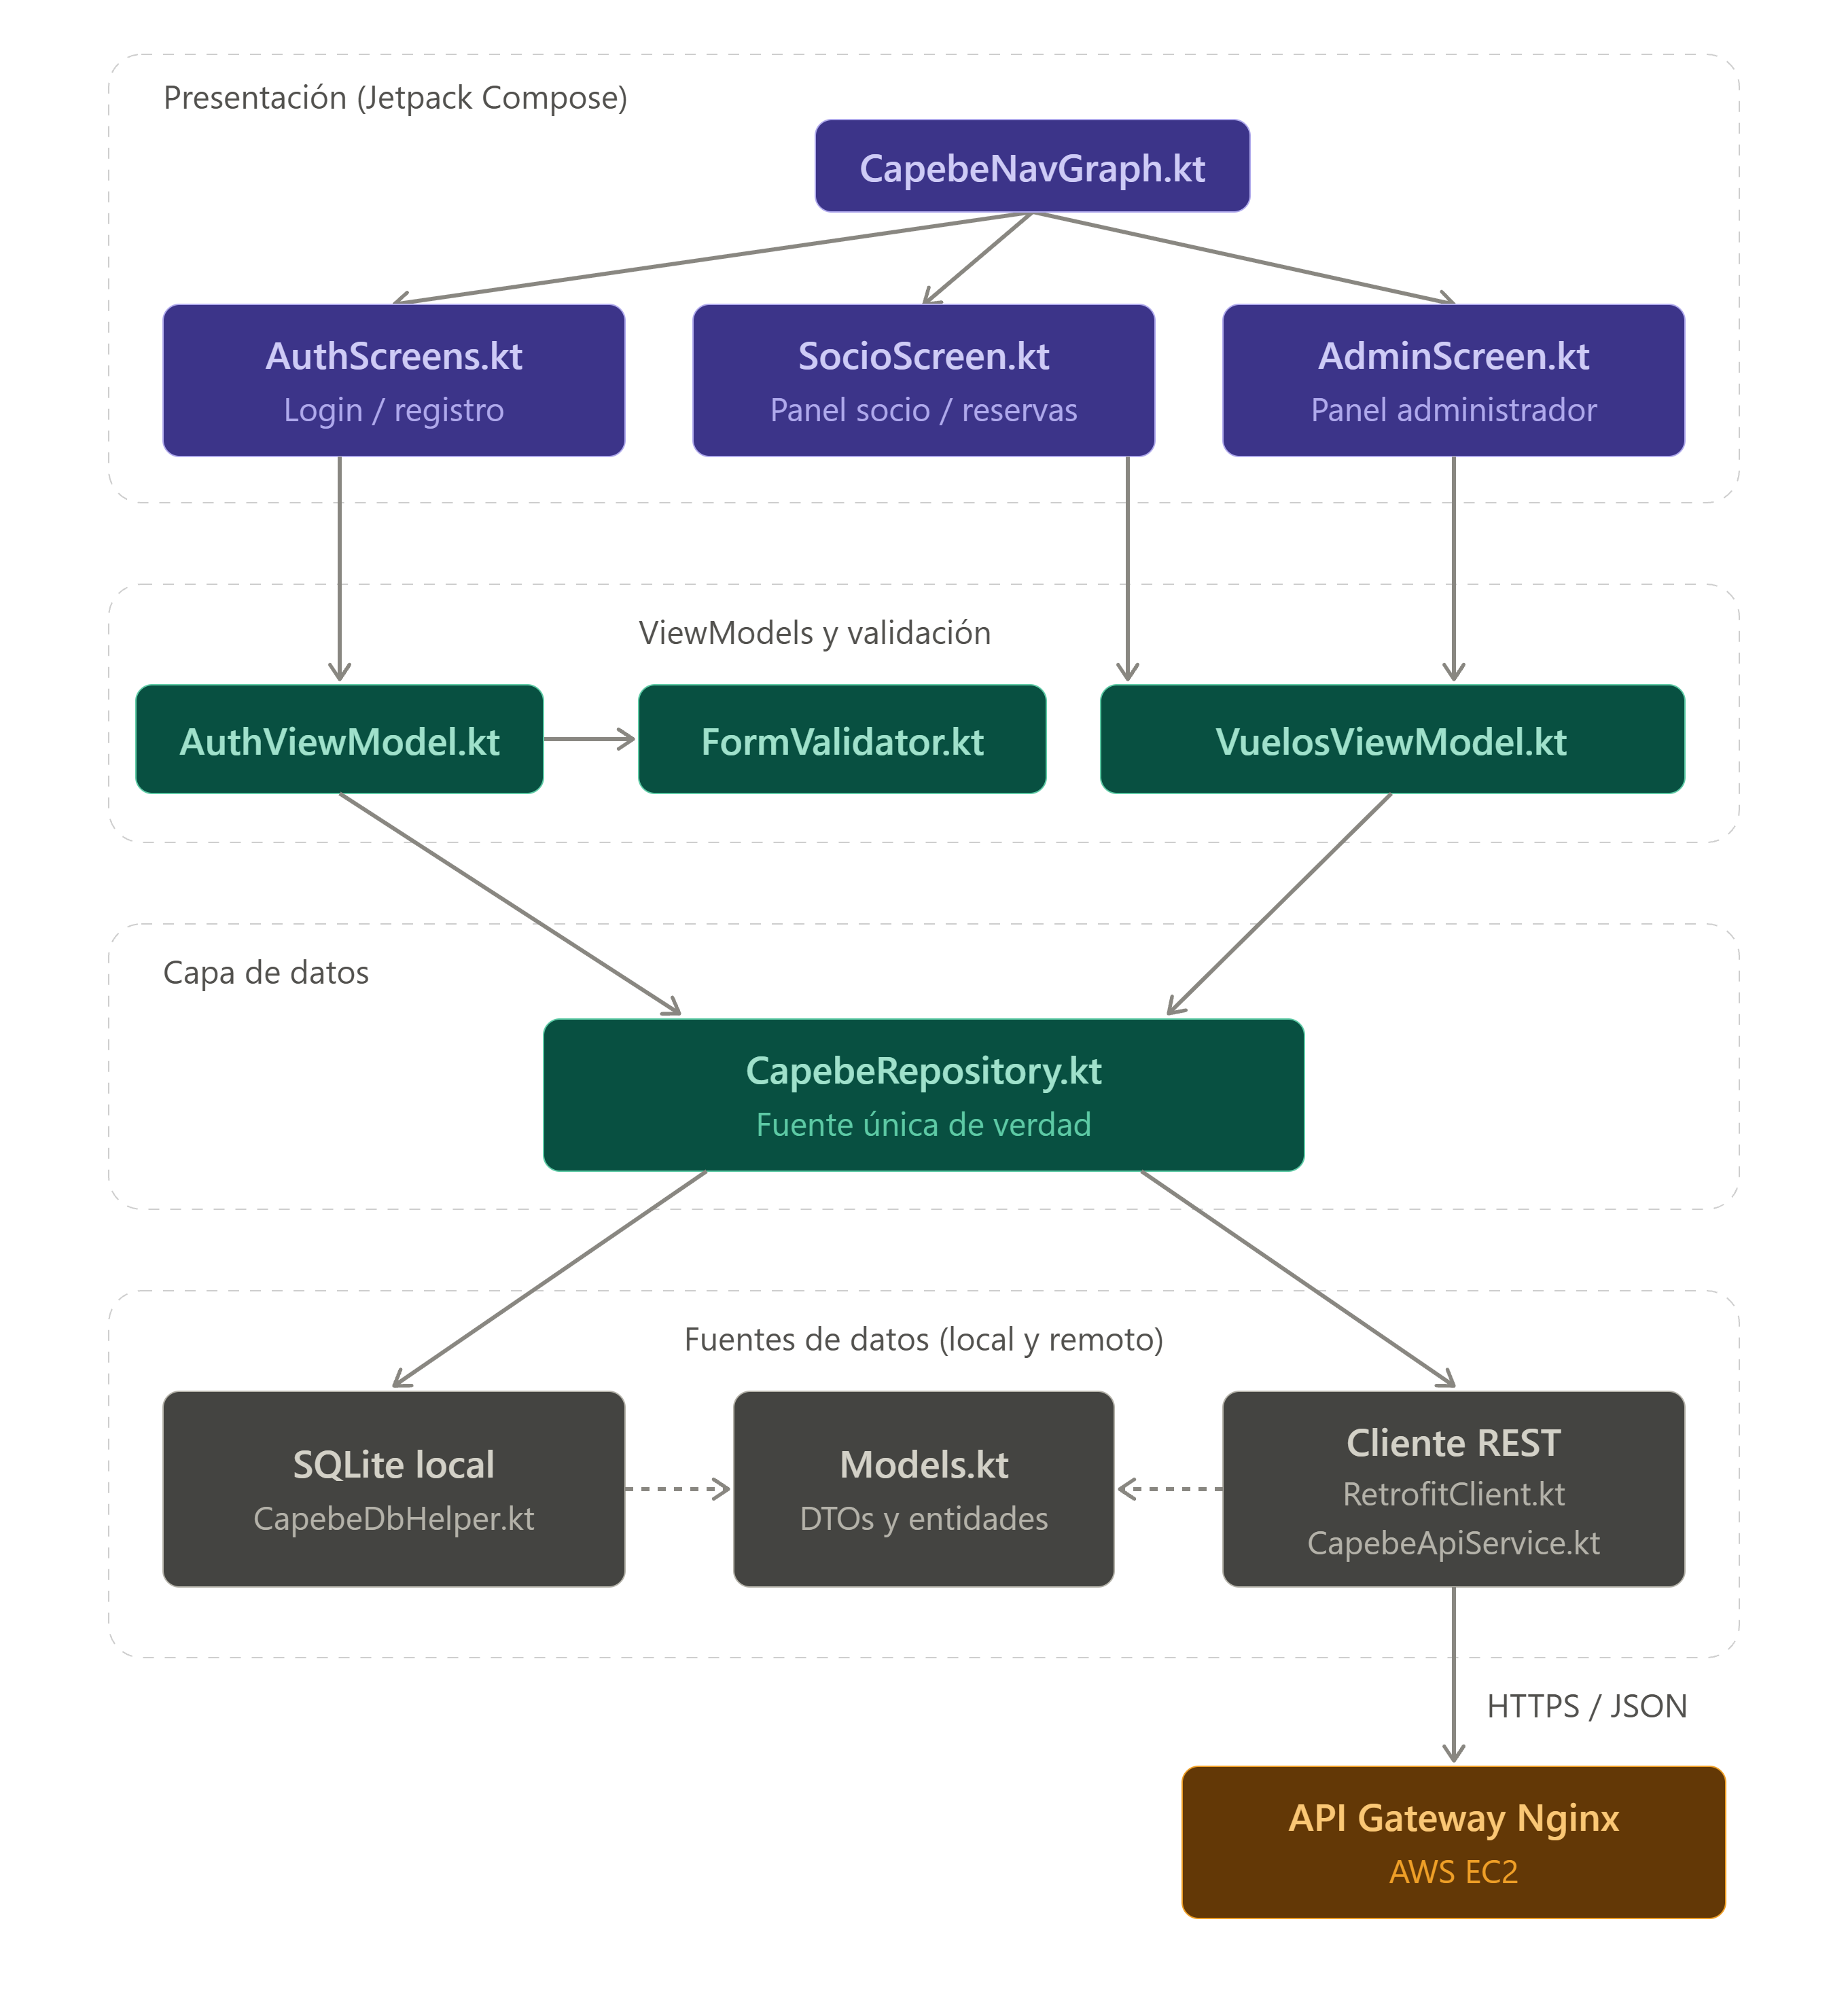 Presentación (Jetpack Compose)
CapebeNavGraph.kt
AuthScreens.kt
Login / registro
SocioScreen.kt
Panel socio / reservas
AdminScreen.kt
Panel administrador
ViewModels y validación
AuthViewModel.kt
FormValidator.kt
VuelosViewModel.kt
Capa de datos
CapebeRepository.kt
Fuente única de verdad
Fuentes de datos (local y remoto)
SQLite local
CapebeDbHelper.kt
Models.kt
DTOs y entidades
Cliente REST
RetrofitClient.kt
CapebeApiService.kt
HTTPS / JSON
API Gateway Nginx
AWS EC2